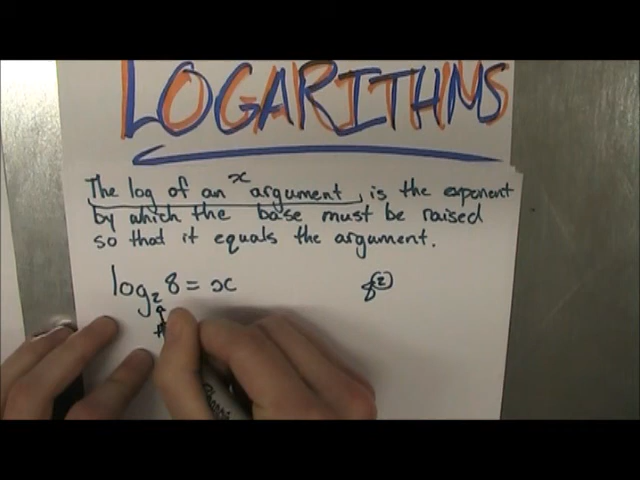 LOGARITHMS
The log of an x argument is the exponent
by which the base must be raised
so that it equals the argument.
log₂ 8 = x 8²